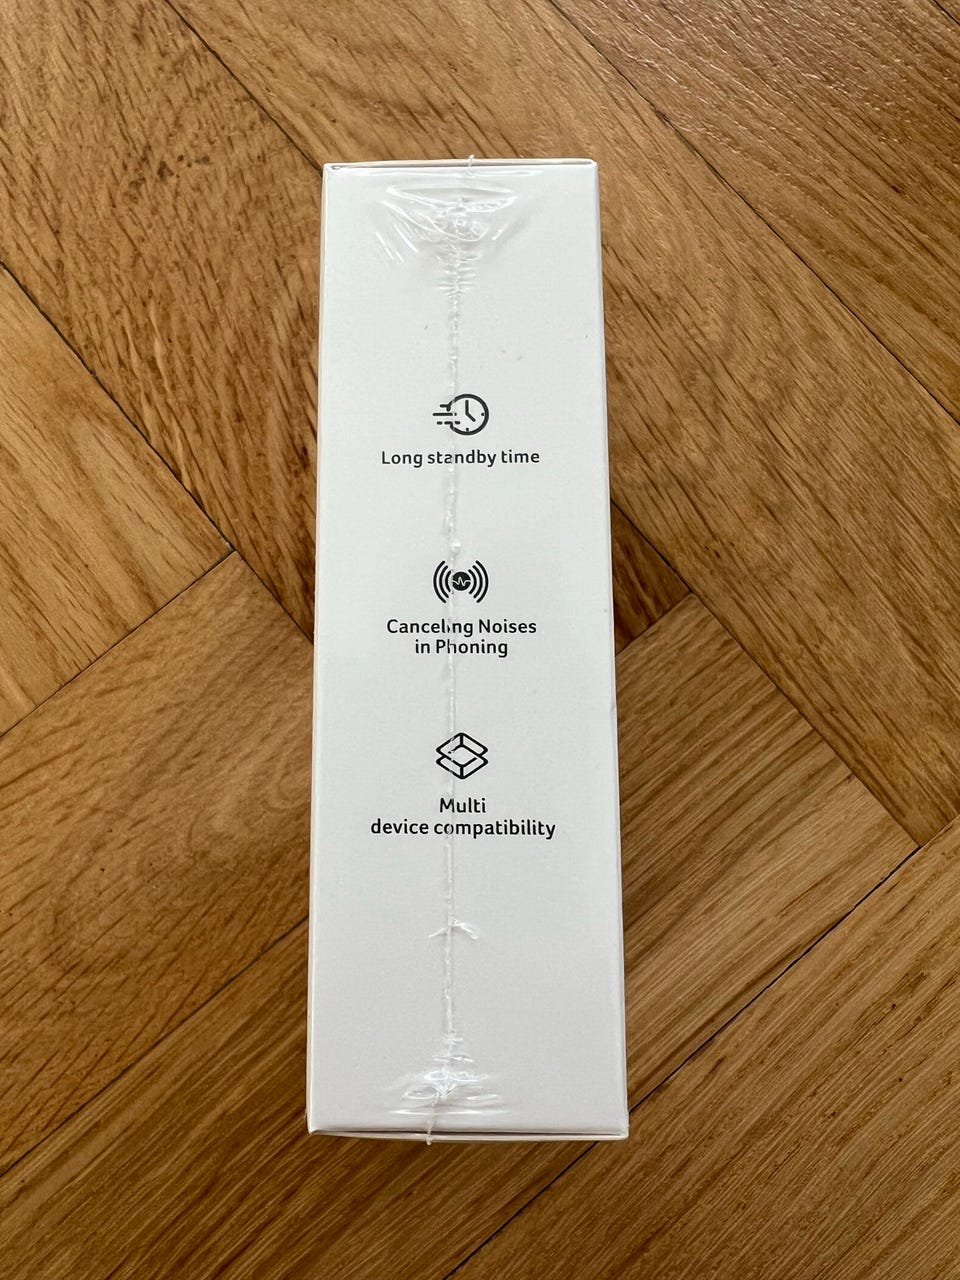 Long standby time
Canceling Noises
in Phoning
Multi
device compatibility